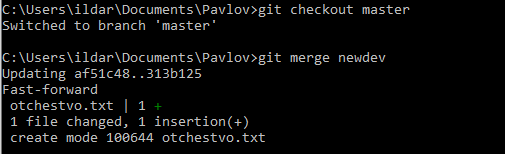 C:\Users\ildar\Documents\Pavlov>git checkout master
Switched to branch 'master'
C:\Users\ildar\Documents\Pavlov>git merge newdev
Updating af51c48..313b125
Fast-forward
otchestvo.txt | 1 +
1 file changed, 1 insertion(+)
create mode 100644 otchestvo.txt